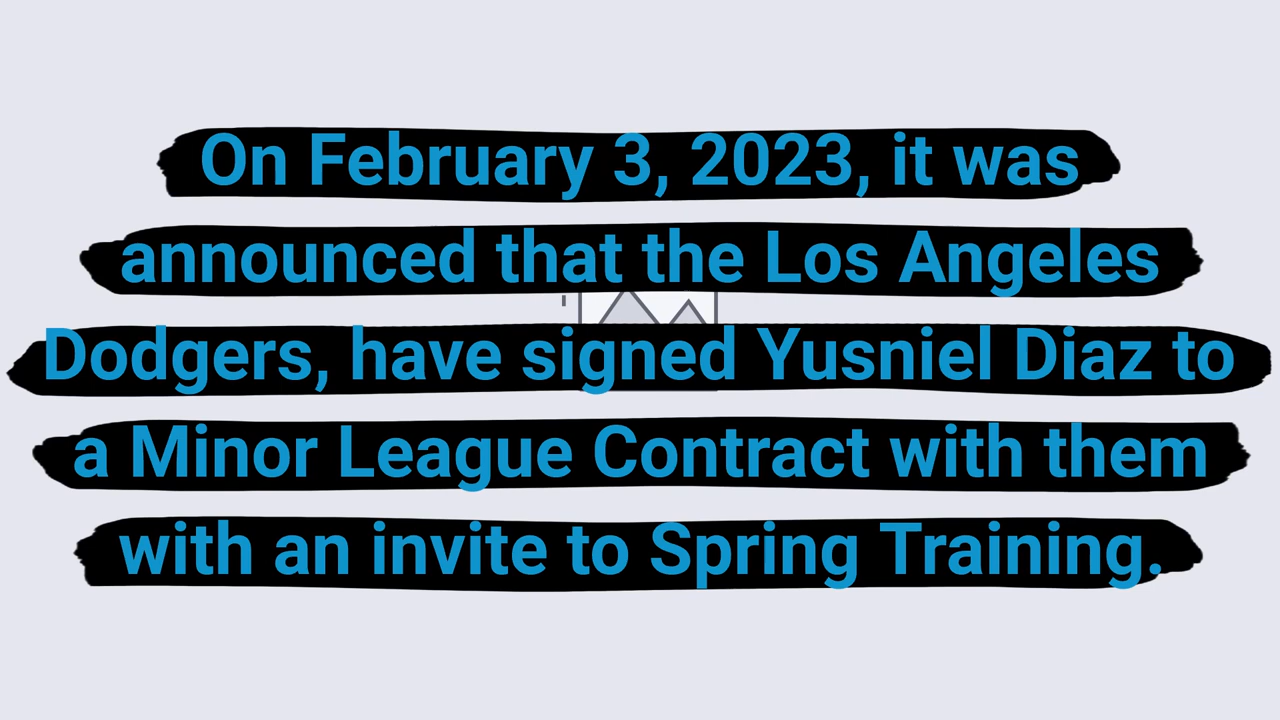 On February 3, 2023, it was
announced that the Los Angeles
Dodgers, have signed Yusniel Diaz to
a Minor League Contract with them
with an invite to Spring Training.